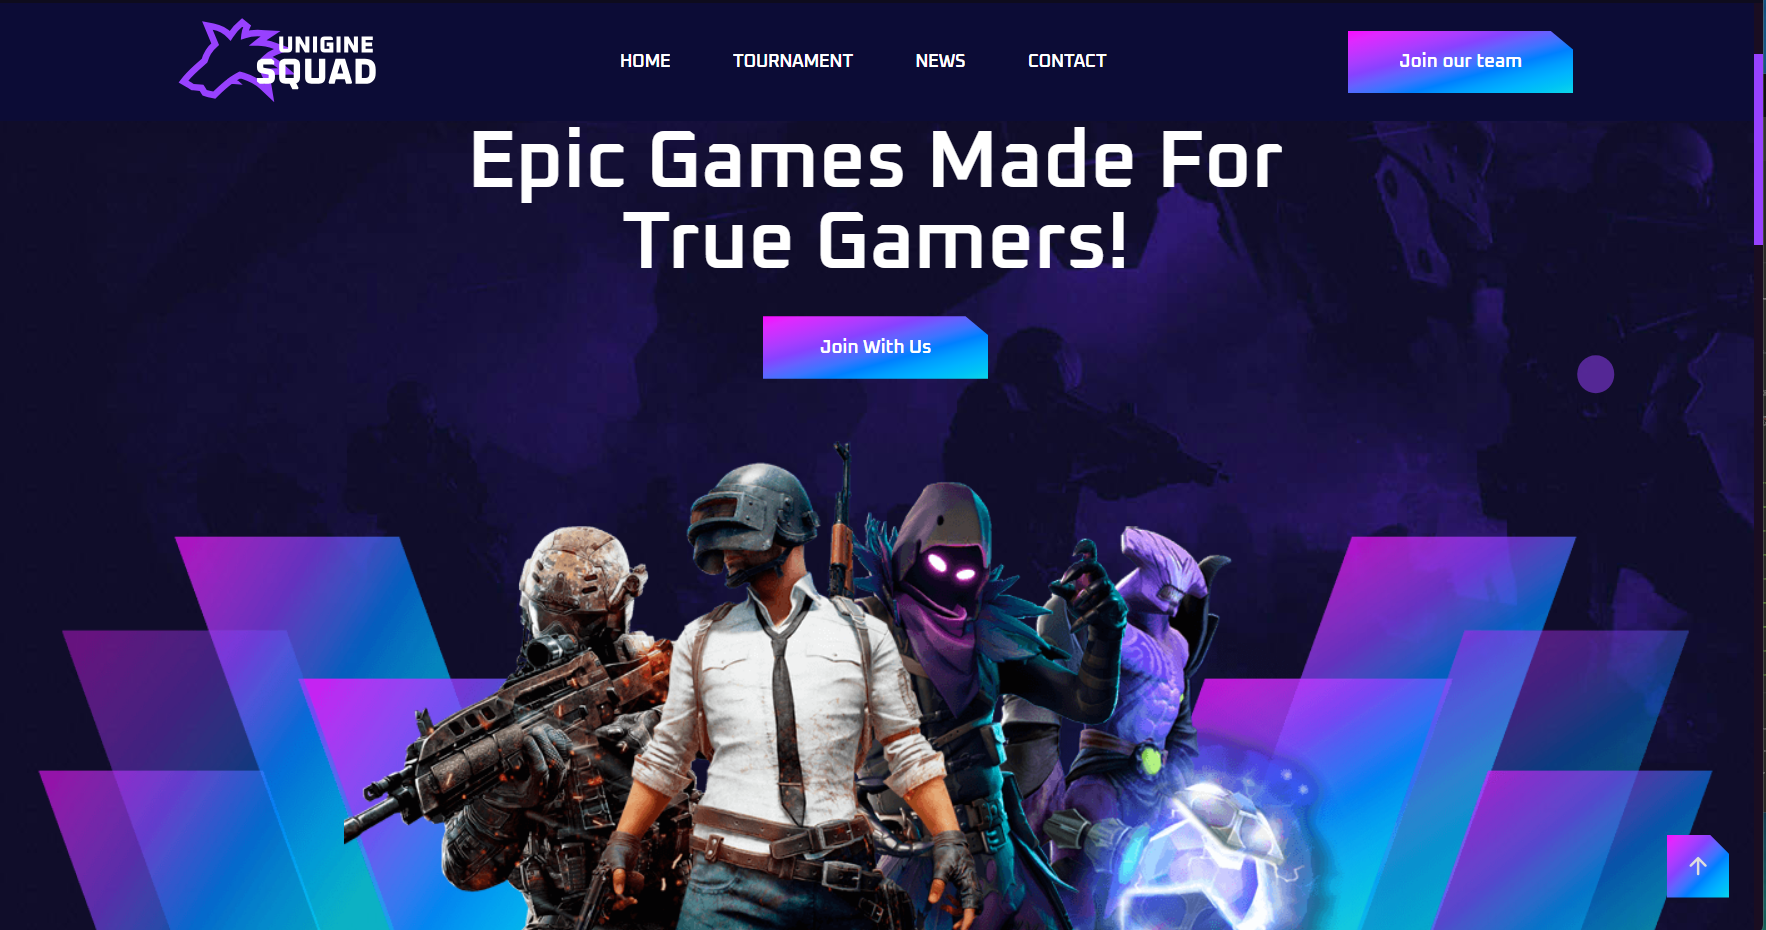 UNIGINE
SQUAD
HOME
TOURNAMENT
NEWS
CONTACT
Join our team
Epic Games Made For
True Gamers!
Join With Us